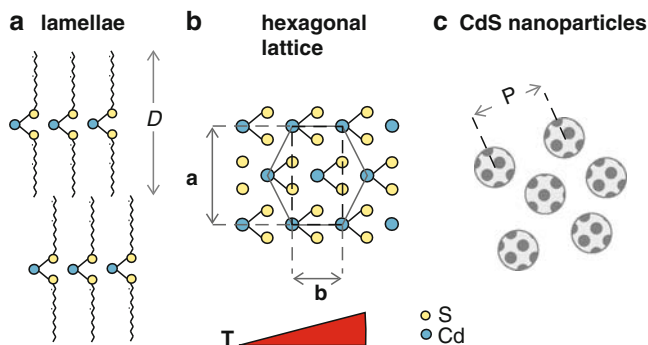 a lamellae
D
b hexagonal
lattice
a
b
T
S
Cd
c CdS nanoparticles
P